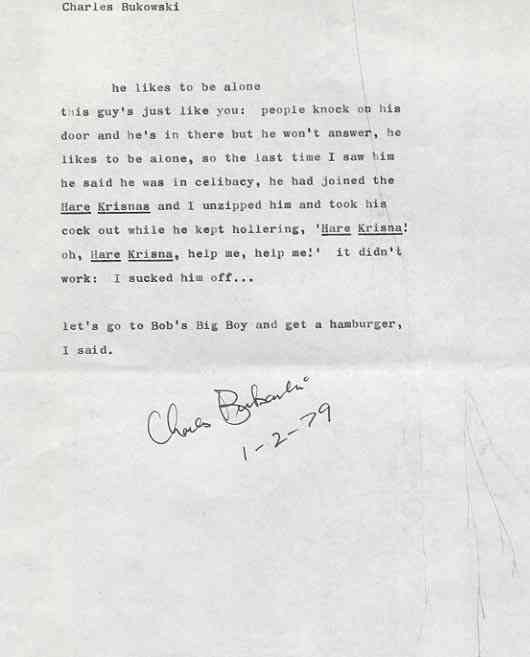 Charles Bukowski
he likes to be alone
this guy's just like you: people knock on his
door and he's in there but he won't answer, he
likes to be alone, so the last time I saw him
he said he was in celibacy, he had joined the
Hare Krisnas and I unzipped him and took his
cock out while he kept hollering, 'Hare Krisna!
oh, Hare Krisna, help me, help me!' it didn't
work: I sucked him off...
let's go to Bob's Big Boy and get a hamburger,
I said.
Charles Bukowski
1-2-79